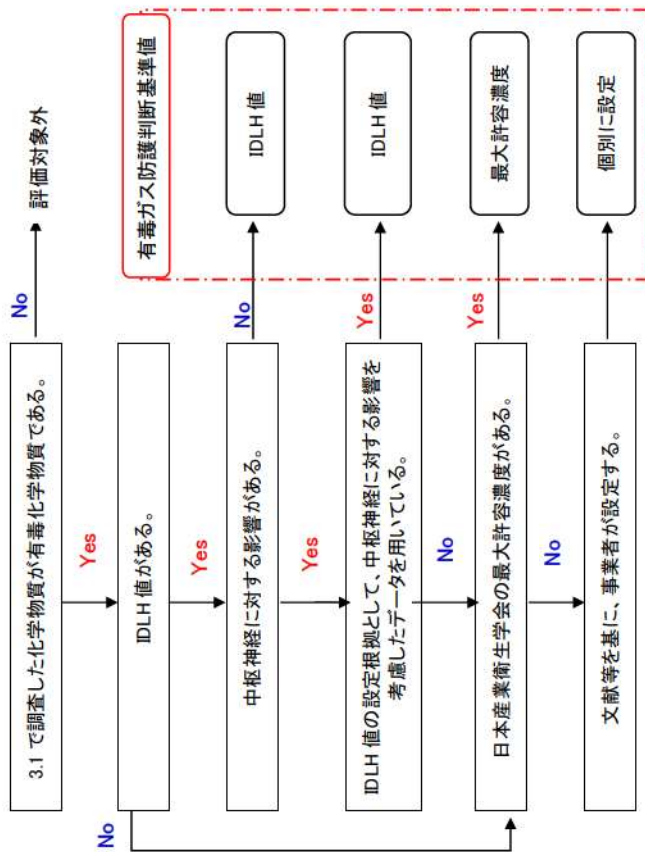 3.1 で調査した化学物質が有毒化学物質である。
No
評価対象外
Yes
有毒ガス防護判断基準値
IDLH 値がある。
No
Yes
中枢神経に対する影響がある。
No
IDLH 値
Yes
IDLH 値の設定根拠として、中枢神経に対する影響を
考慮したデータを用いている。
Yes
IDLH 値
No
日本産業衛生学会の最大許容濃度がある。
Yes
最大許容濃度
No
文献等を基に、事業者が設定する。
個別に設定